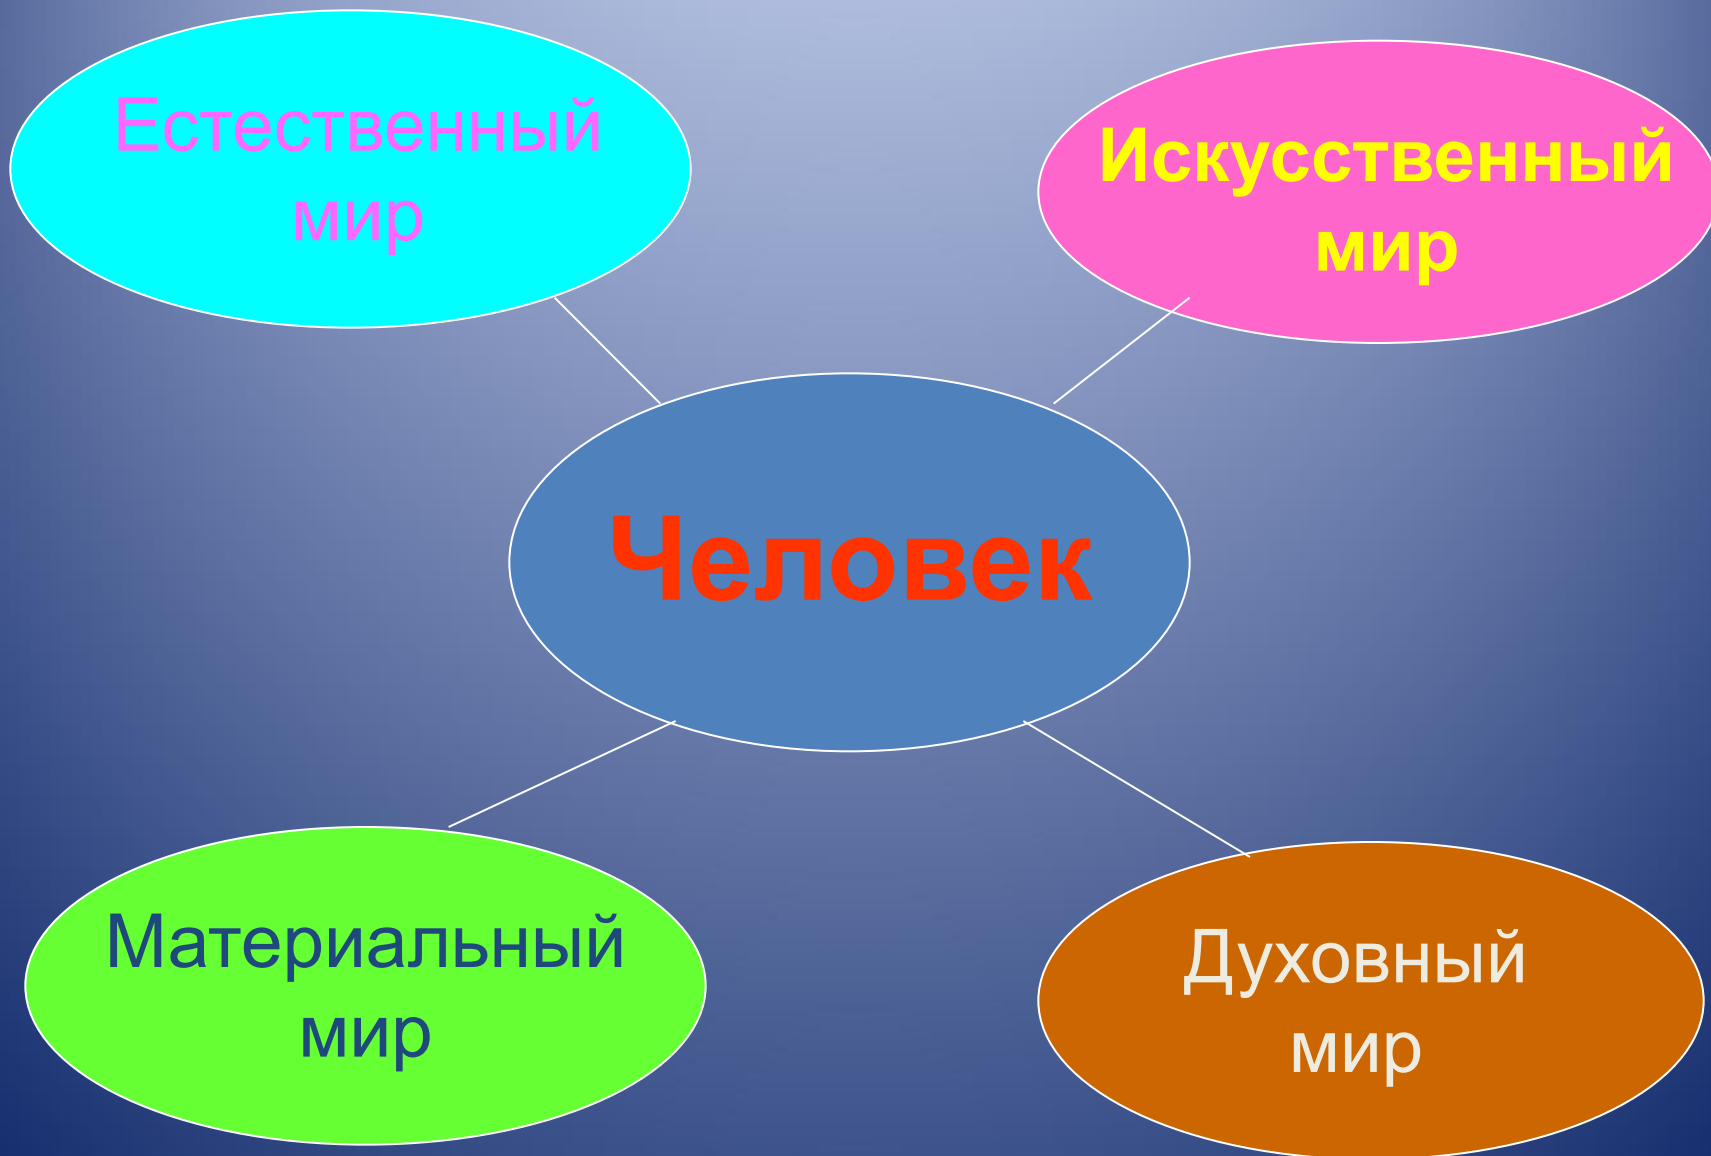 Естественный
мир
Искусственный
мир
Человек
Материальный
мир
Духовный
мир